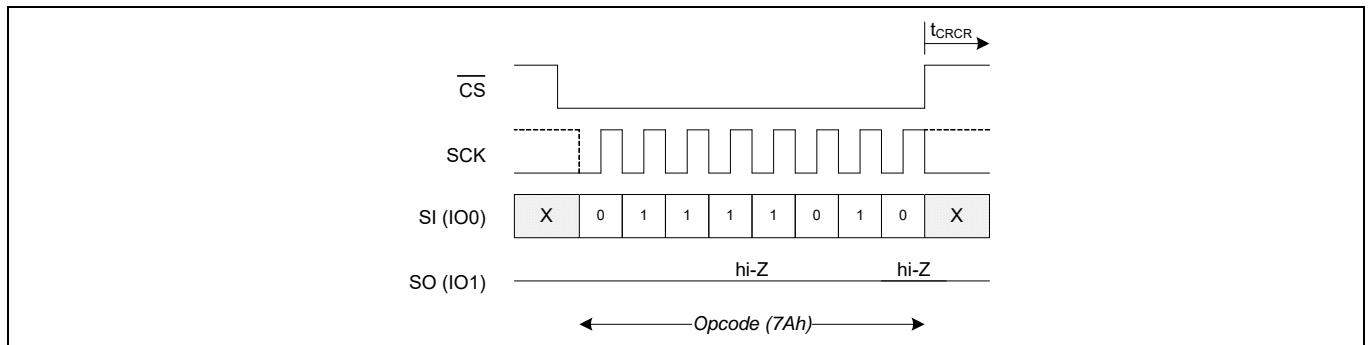 tCRCR
CS
SCK
SI (IO0) X 0 1 1 1 1 0 1 0 X
SO (IO1) hi-Z hi-Z
Opcode (7Ah)